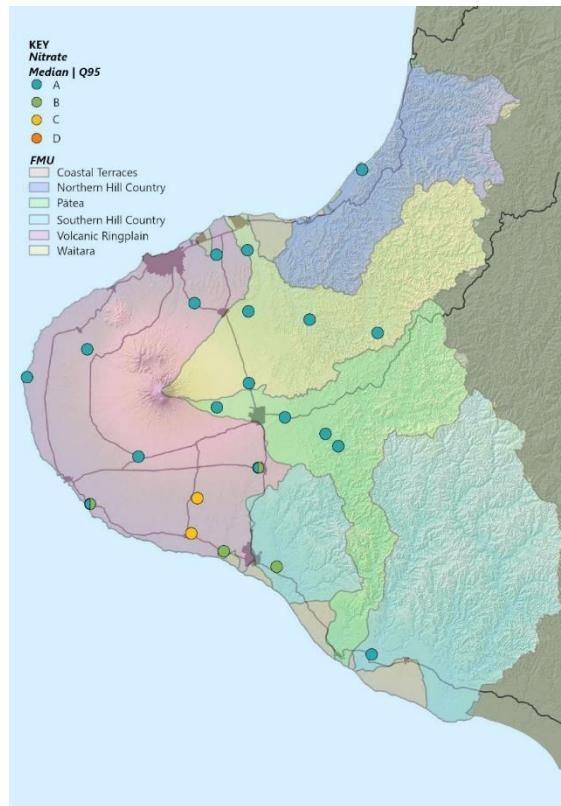 KEY
Nitrate
Median | Q95
A
B
C
D
FMU
Coastal Terraces
Northern Hill Country
Pātea
Southern Hill Country
Volcanic Ringplain
Waitara